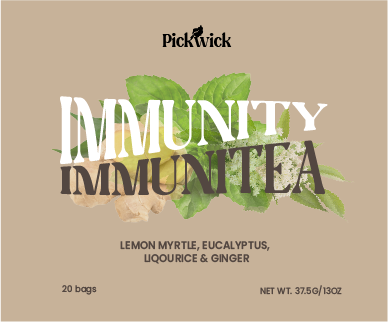 PickWick
IMMUNITY
IMMUNITEA
LEMON MYRTLE, EUCALYPTUS,
LIQOURICE & GINGER
20 bags
NET WT. 37.5G/13OZ